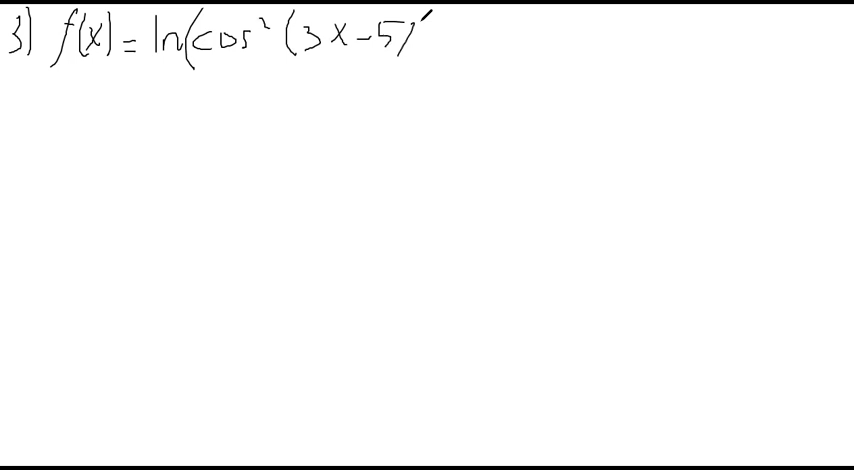 3) f(x) = ln(cos² (3x-5)